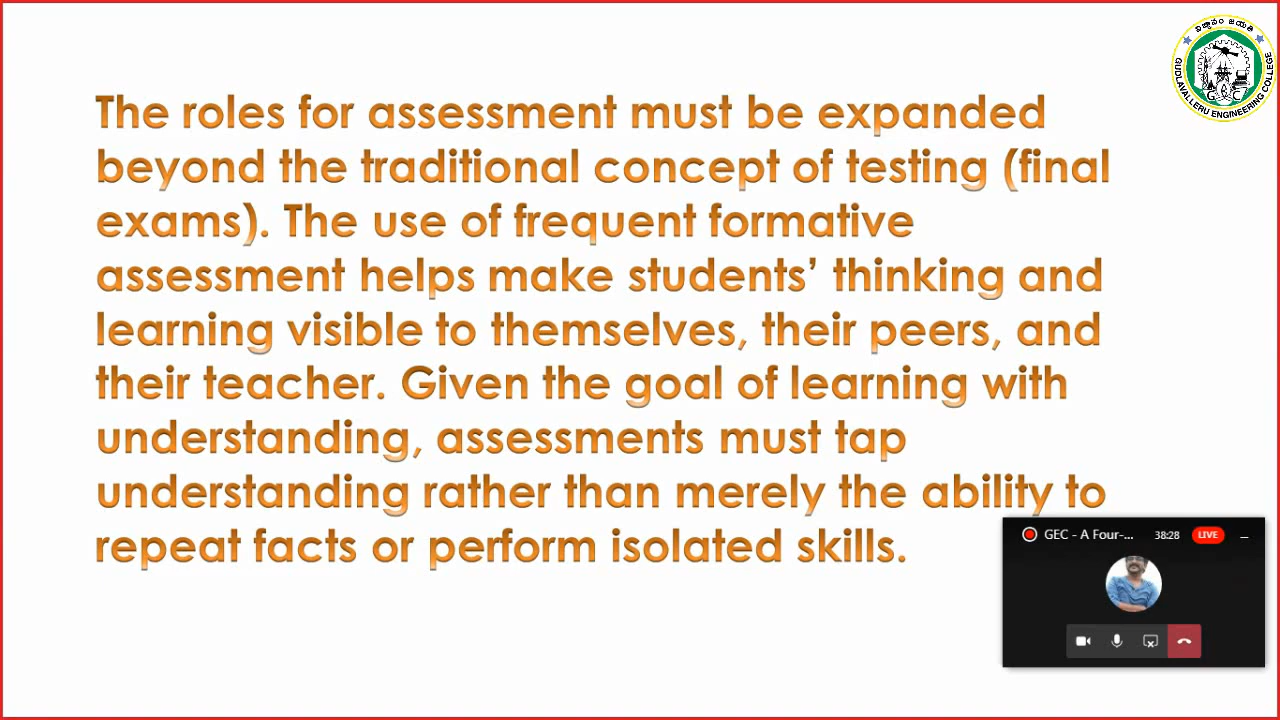 The roles for assessment must be expanded
beyond the traditional concept of testing (final
exams). The use of frequent formative
assessment helps make students’ thinking and
learning visible to themselves, their peers, and
their teacher. Given the goal of learning with
understanding, assessments must tap
understanding rather than merely the ability to
repeat facts or perform isolated skills.
GUDLAVALLERU ENGINEERING COLLEGE
GEC - A Four-... 38:28 LIVE